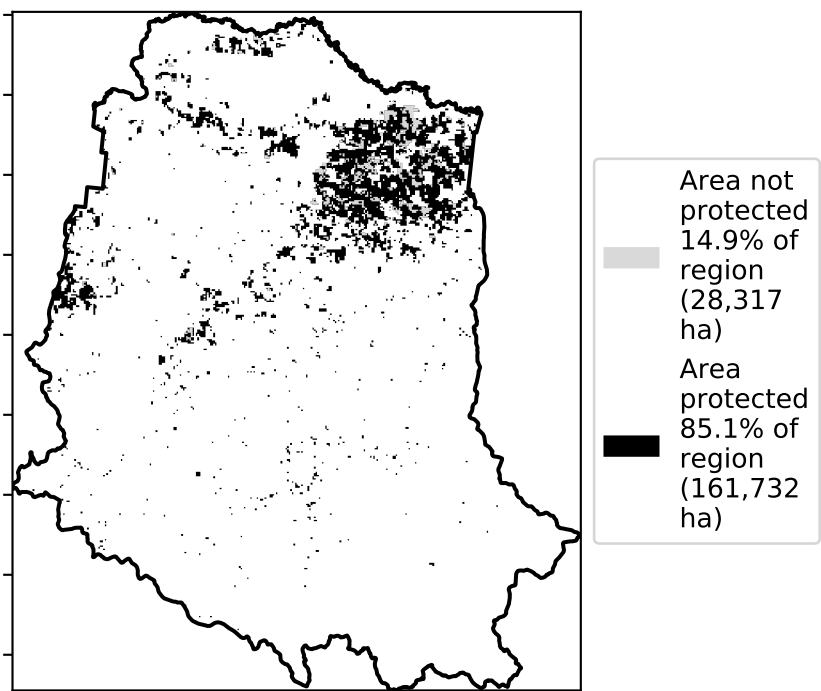 Area not
protected
14.9% of
region
(28,317
ha)
Area
protected
85.1% of
region
(161,732
ha)